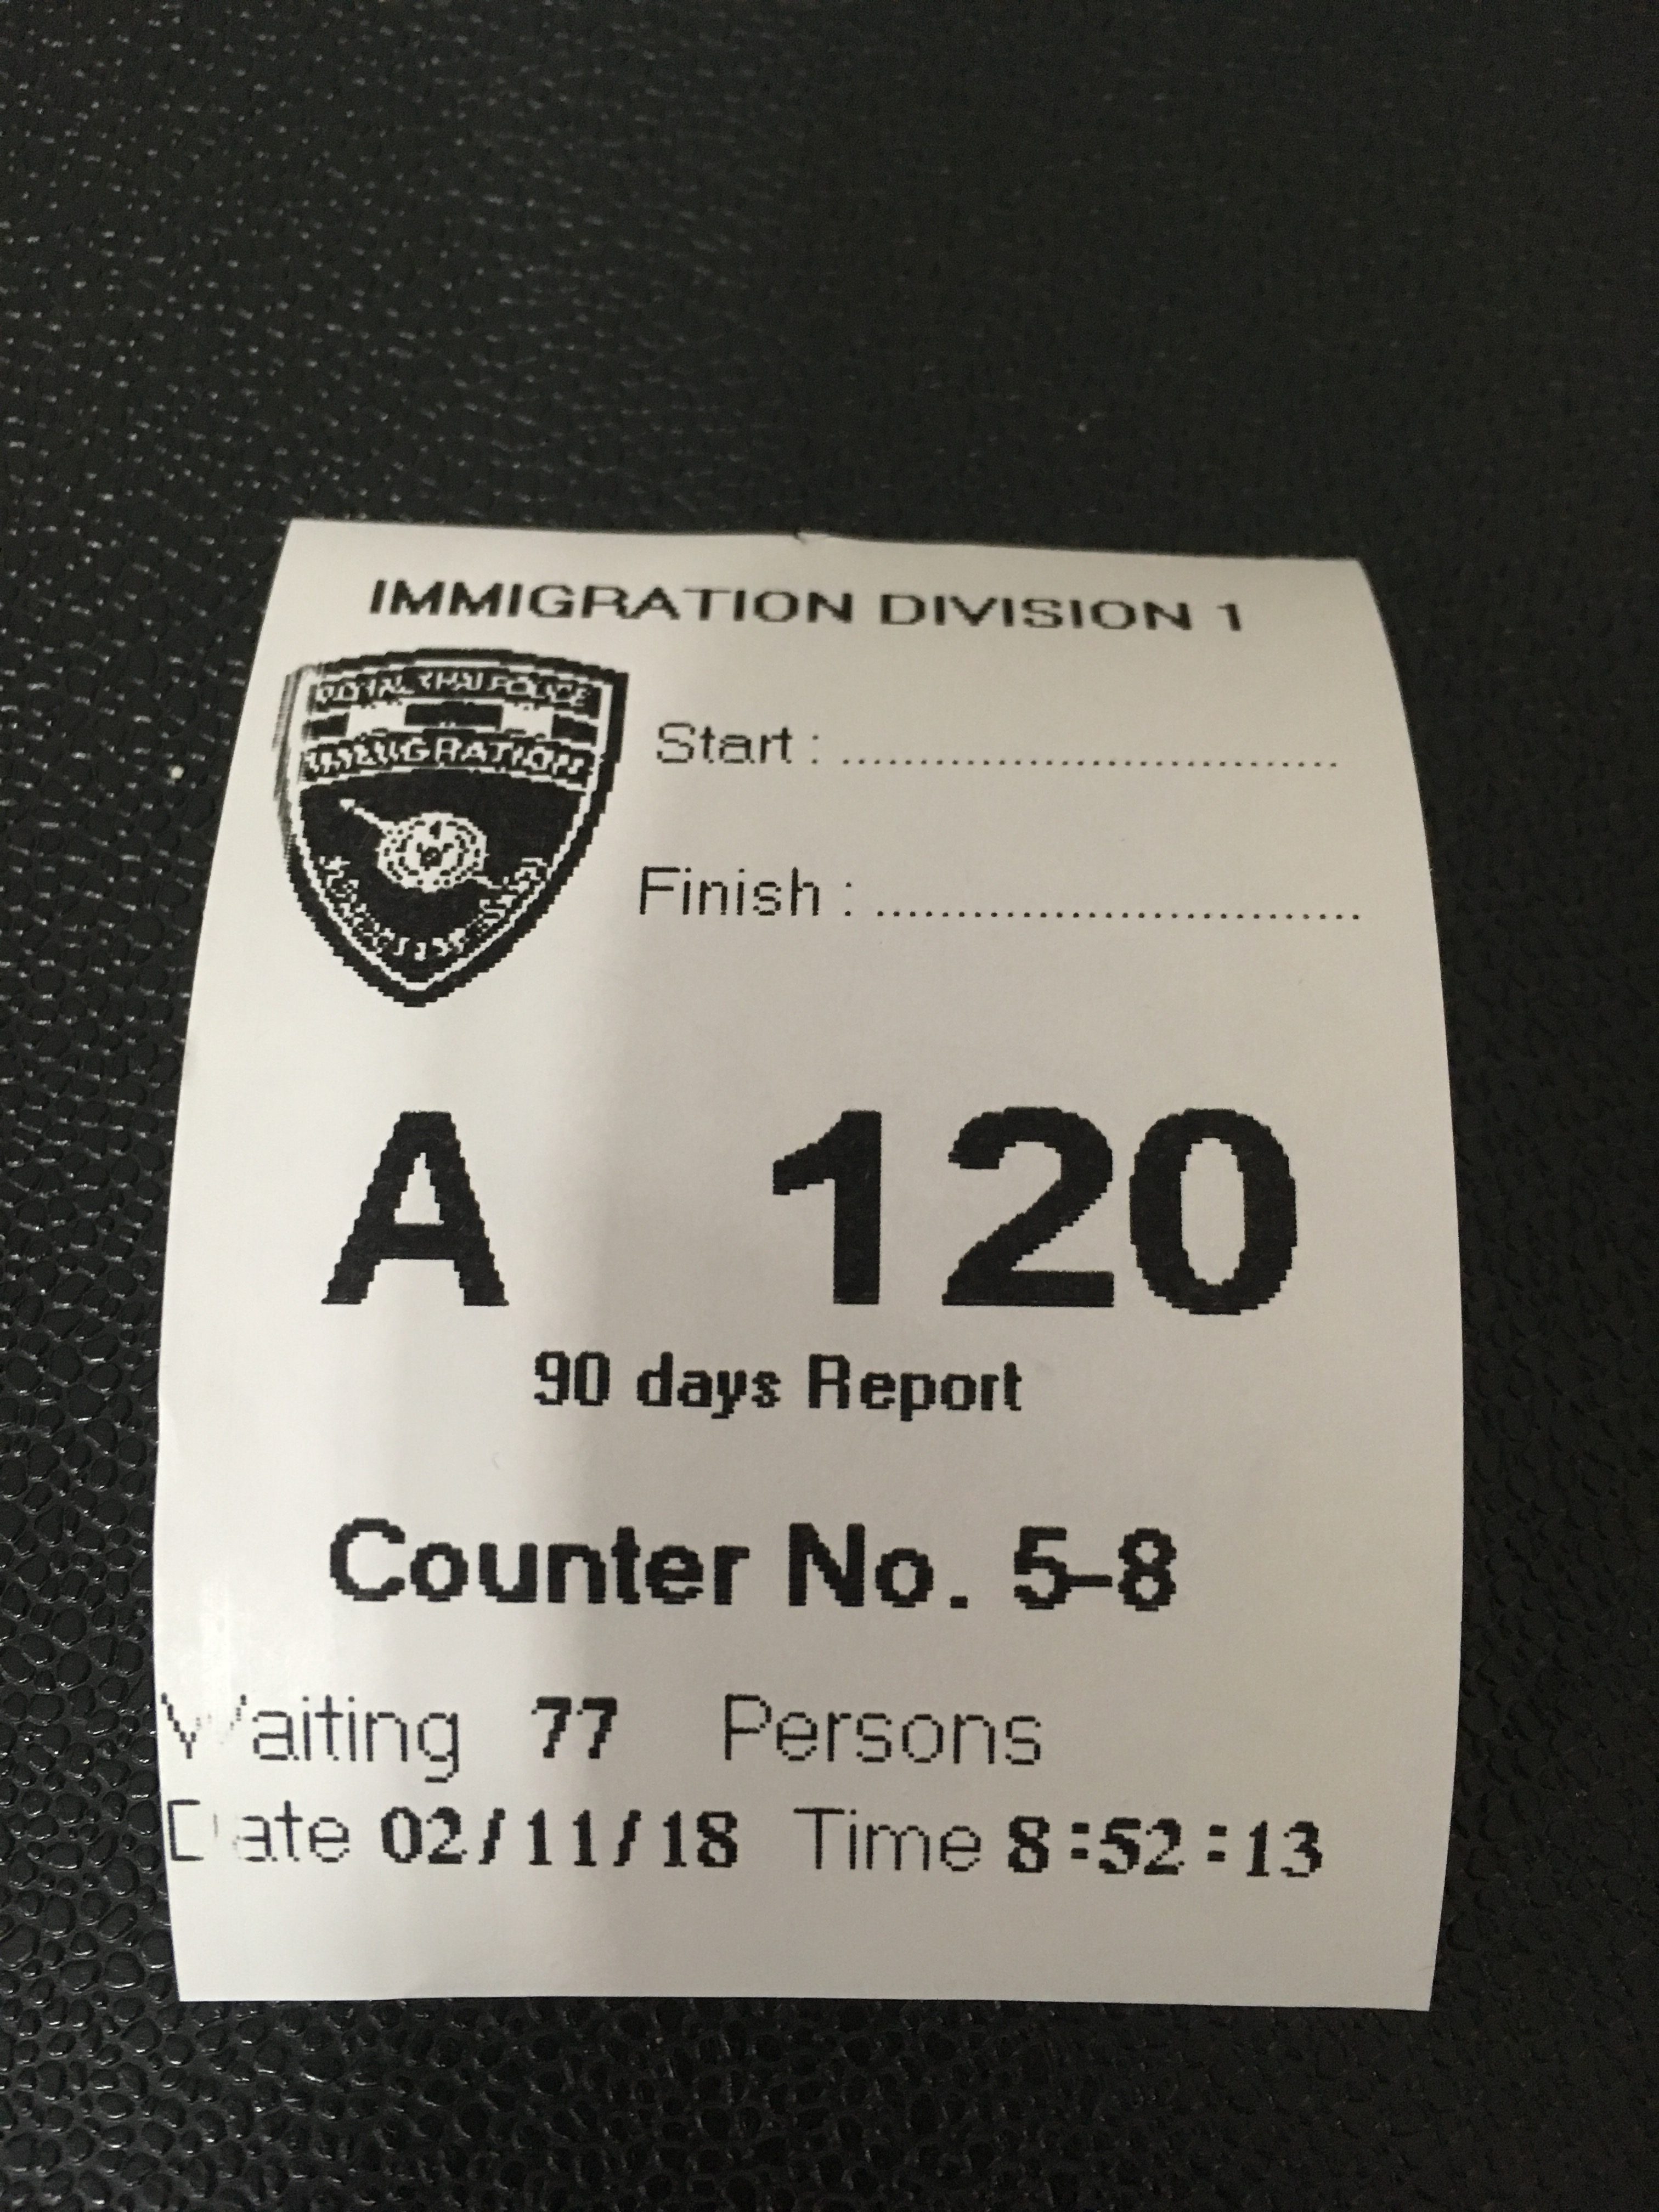 IMMIGRATION DIVISION 1
ROYAL THAI POLICE
IMMIGRATION
Start : ................................
Finish : ...............................
A 120
90 days Report
Counter No. 5-8
Waiting 77 Persons
Date 02/11/18 Time 8:52:13